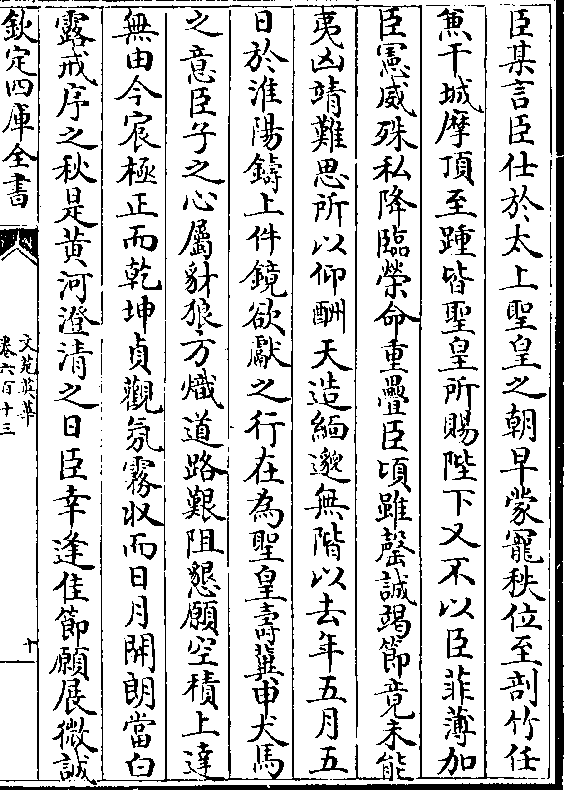 臣某言臣仕於太上聖皇之朝早蒙寵秩位至剖竹任
兼干城摩頂至踵皆聖皇所賜陛下又不以臣菲薄加
臣憲威殊私降臨榮命重疊臣頃雖罄誠竭節竟未能
夷凶靖難思所以仰酬天造緬邈無階以去年五月五
日於淮陽鑄上件鏡欲獻之行在為聖皇壽冀申犬馬
之意臣子之心屬豺狼方熾道路艱阻懇願空積上達
無由今宸極正而乾坤貞觀氛霧收而日月開朗當白
露戒序之秋是黃河澄清之日臣幸逢佳節願展微誠
欽定四庫全書
文苑英華
卷六百十三
十